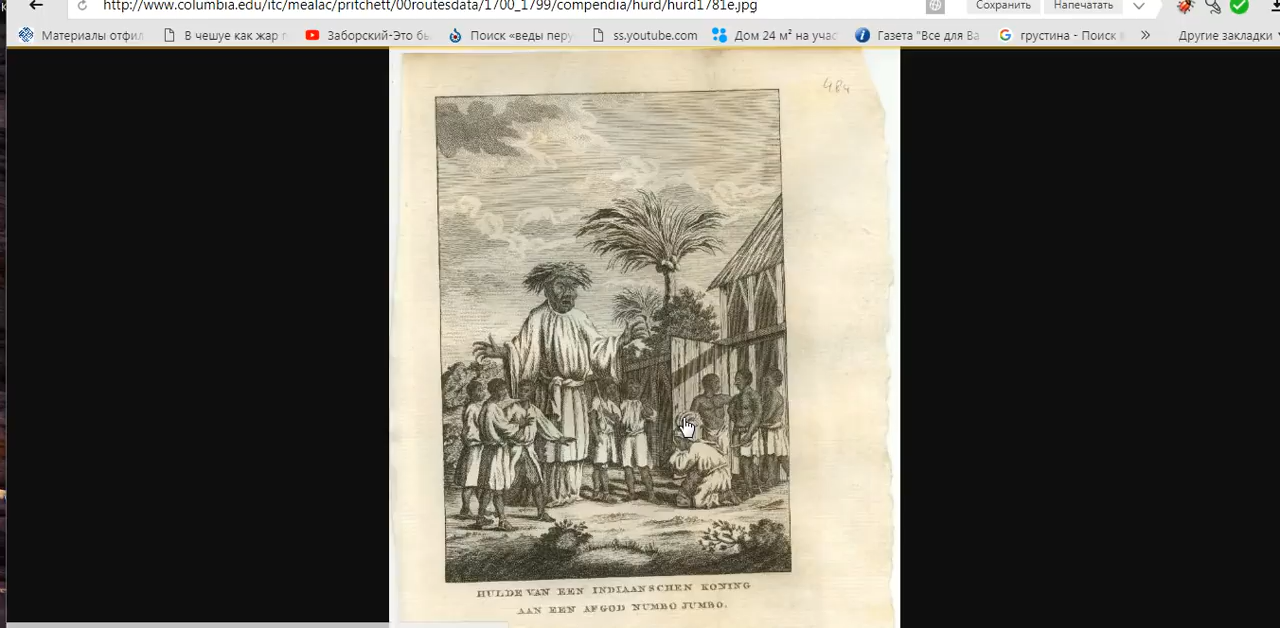 http://www.columbia.edu/itc/mealac/pritchett/00routesdata/1700_1799/compendia/hurd/hurd1781e.jpg
Сохранить
Напечатать
Материалы отфил
В чешуе как жар г
Заборский-Это бы
Поиск «веды перу
ss.youtube.com
Дом 24 м² на учас
Газета "Все для Ва
грустина - Поиск в
Другие закладки
484
HULDE VAN EEN INDIAANSCHEN KONING
AAN EEN AFGOD NUMBO JUMBO.